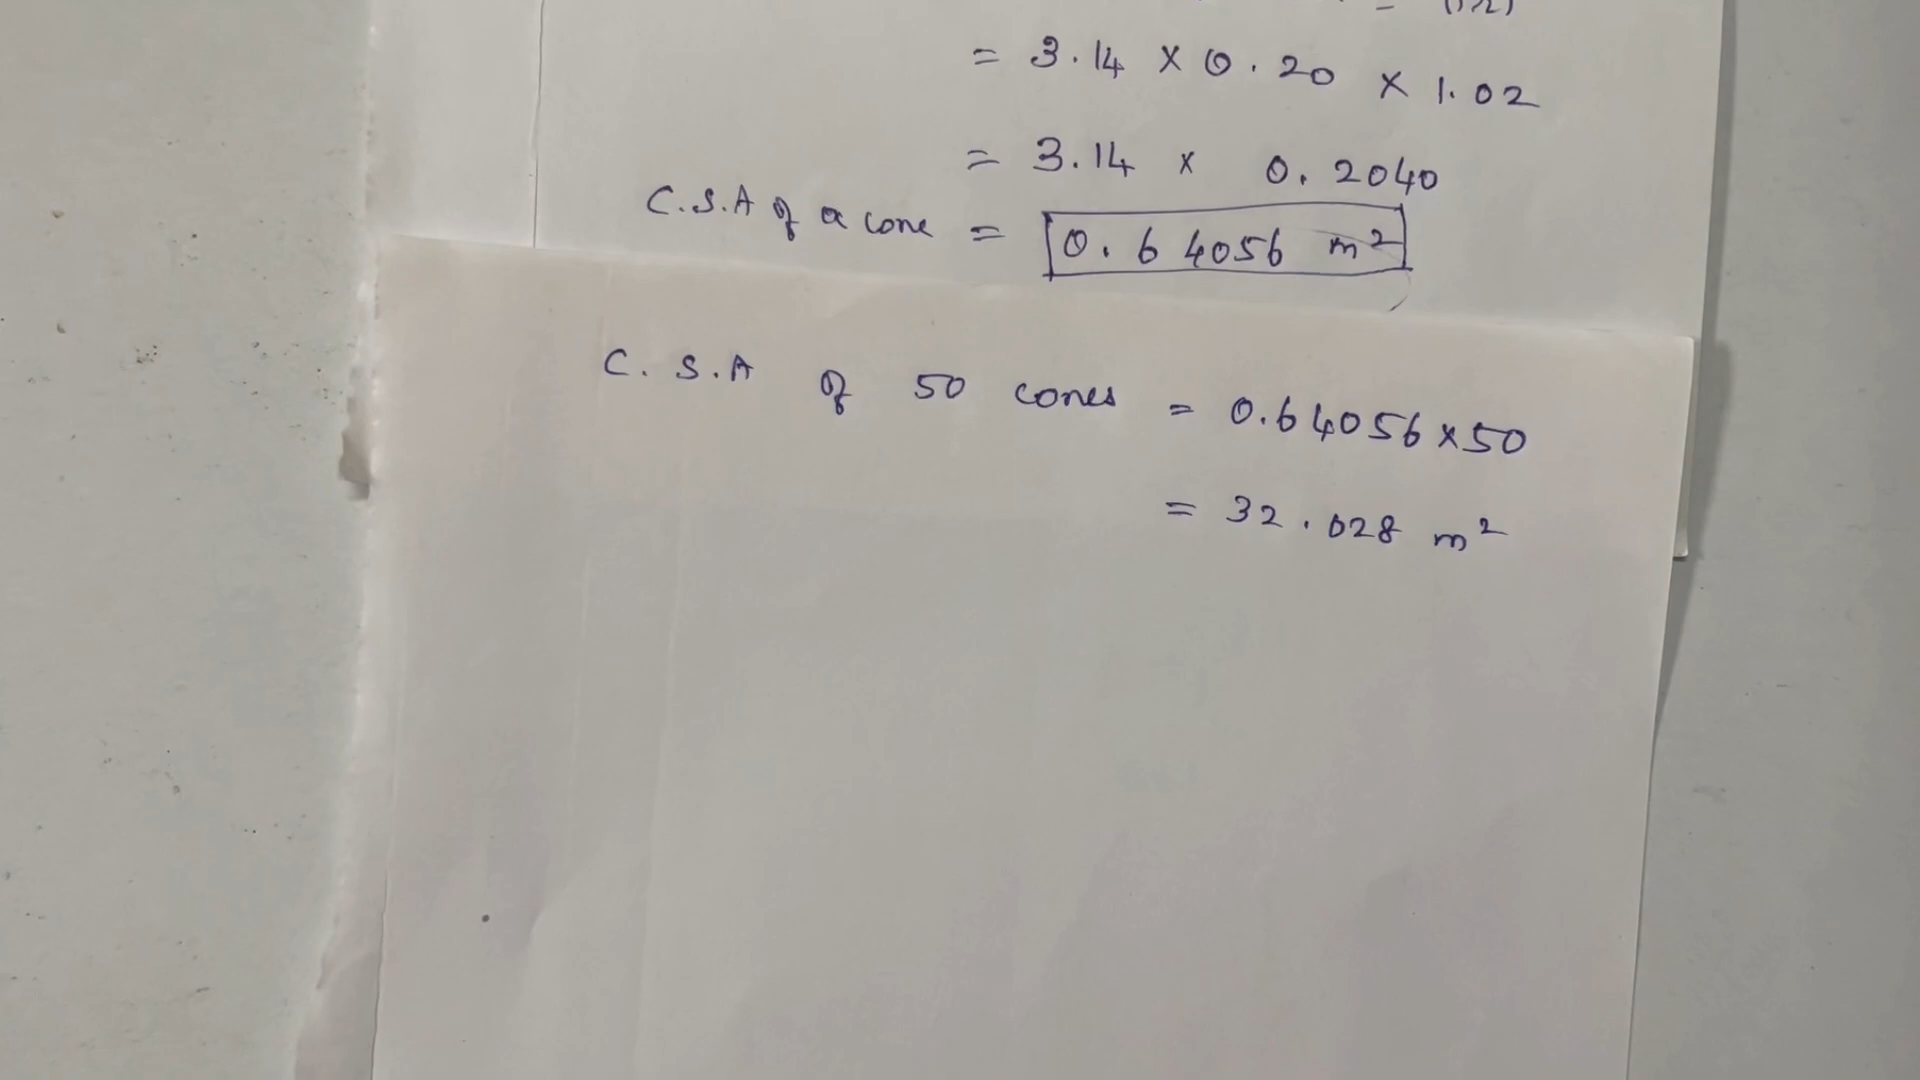 = 3.14 × 0.20 × 1.02
= 3.14 × 0.2040
C.S.A of a cone = 0.64056 m²
C.S.A of 50 cones = 0.64056×50
= 32.028 m²